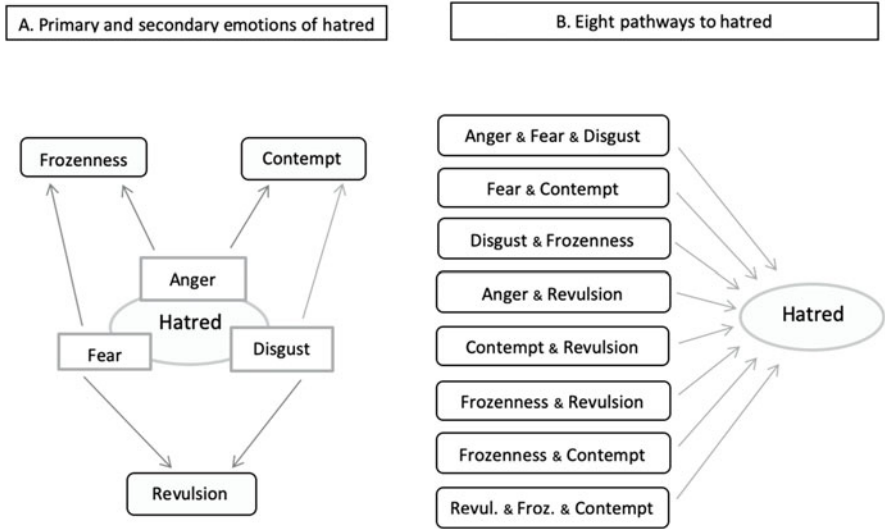 A. Primary and secondary emotions of hatred
Frozenness
Contempt
Anger
Hatred
Fear
Disgust
Revulsion
B. Eight pathways to hatred
Anger & Fear & Disgust
Fear & Contempt
Disgust & Frozenness
Anger & Revulsion
Contempt & Revulsion
Frozenness & Revulsion
Frozenness & Contempt
Revul. & Froz. & Contempt
Hatred